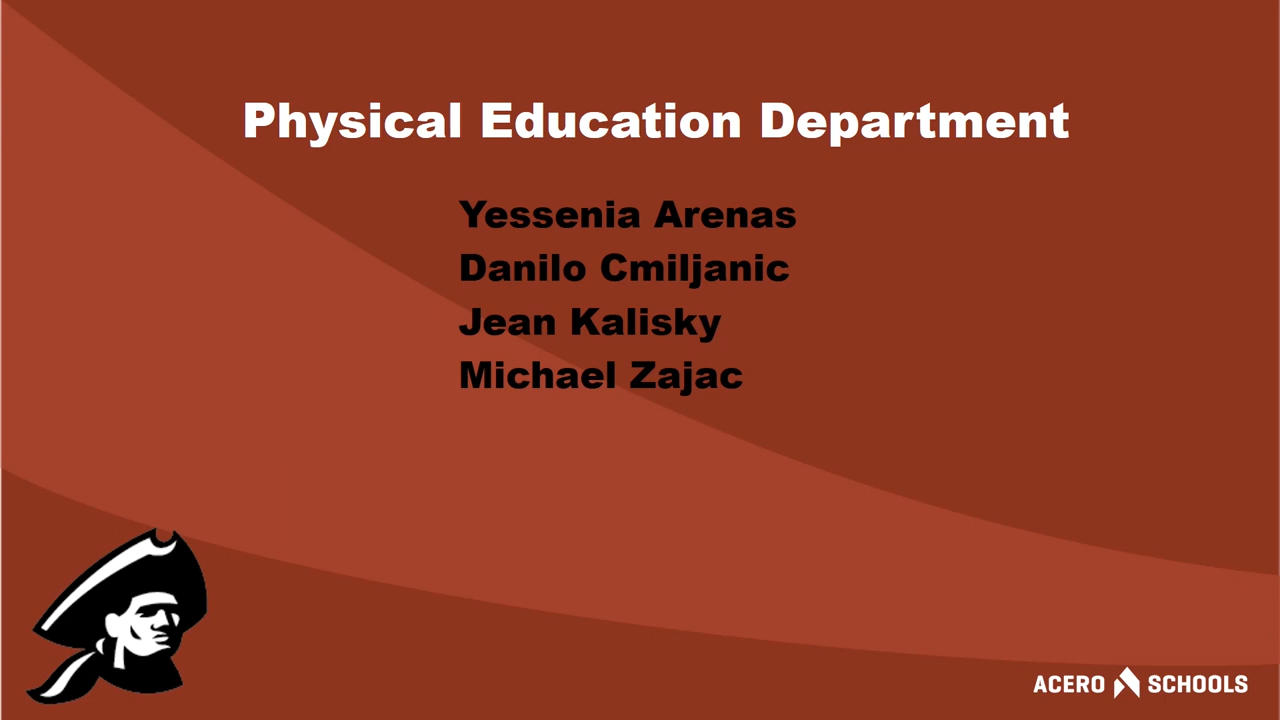 Physical Education Department
Yessenia Arenas
Danilo Cmiljanic
Jean Kalisky
Michael Zajac
ACERO SCHOOLS